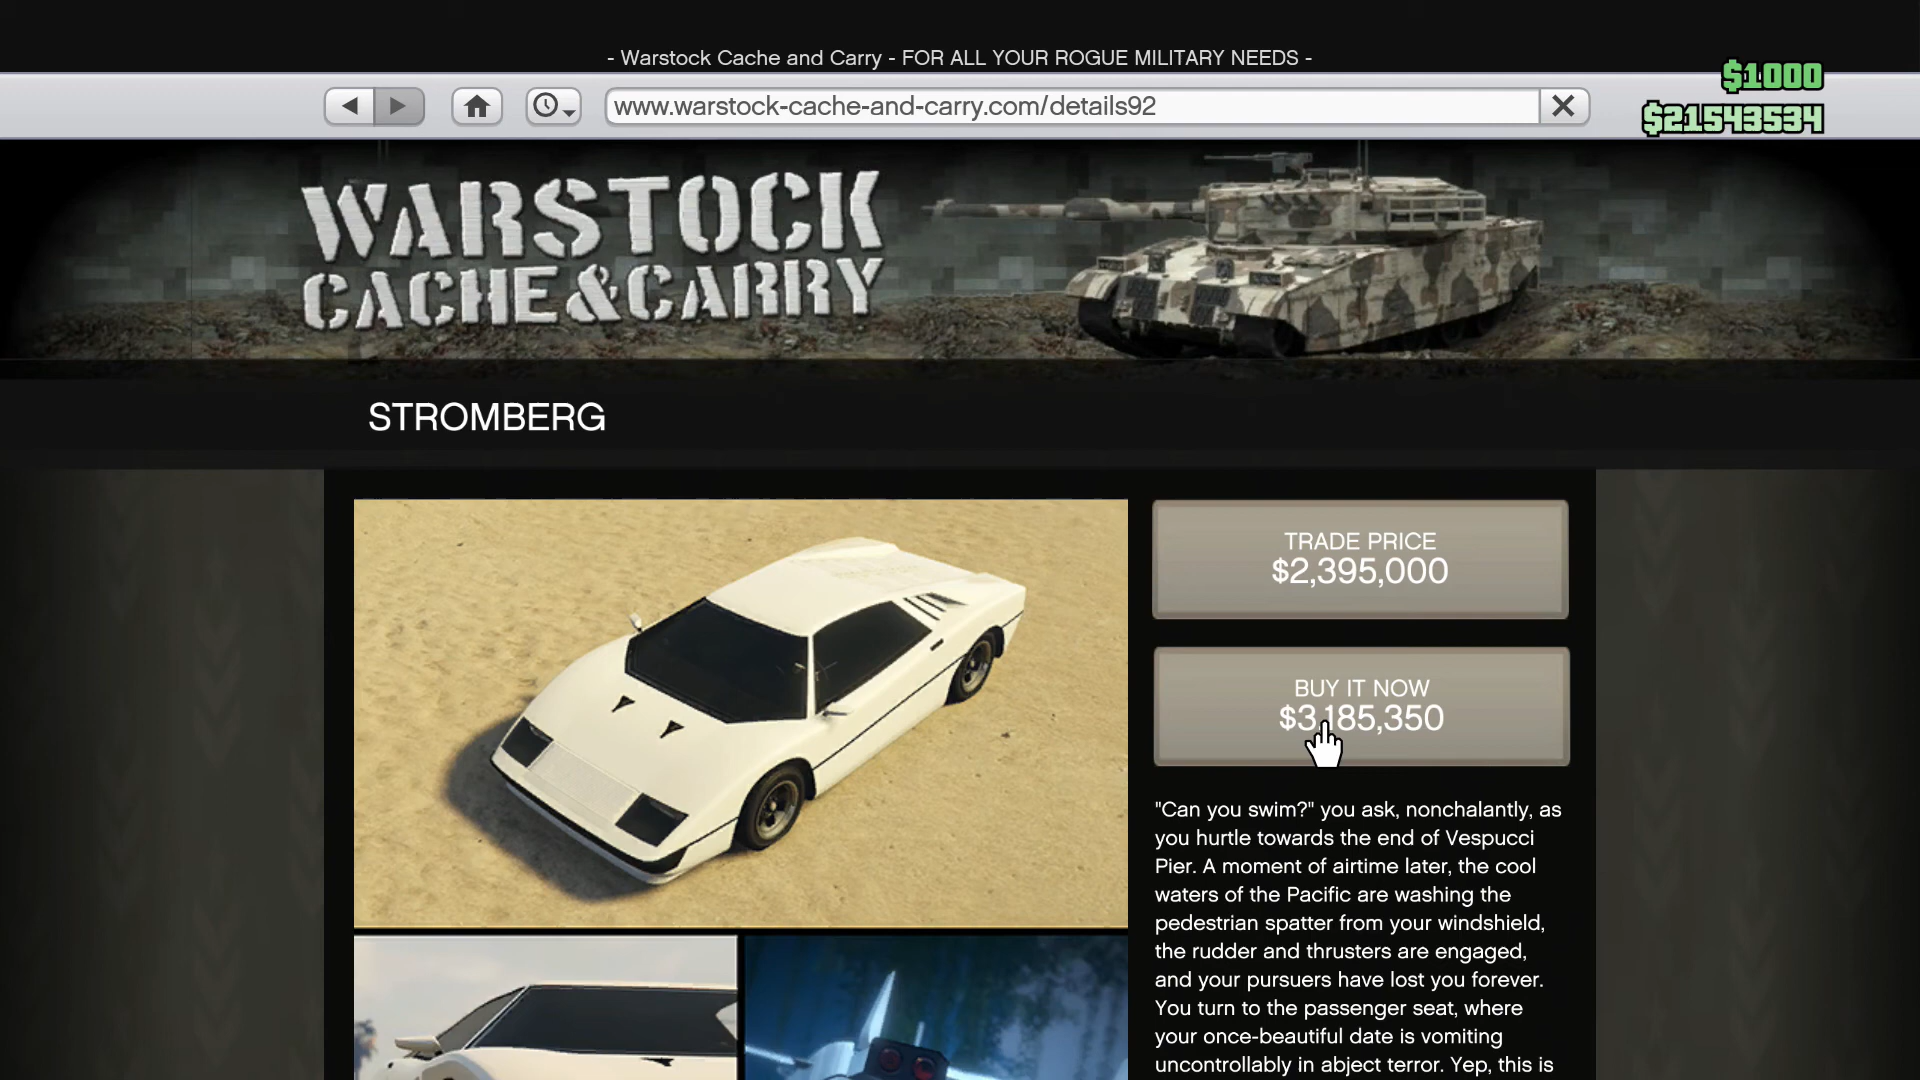 - Warstock Cache and Carry - FOR ALL YOUR ROGUE MILITARY NEEDS -
$1000
www.warstock-cache-and-carry.com/details92
$21543534
WARSTOCK
CACHE & CARRY
STROMBERG
TRADE PRICE
$2,395,000
BUY IT NOW
$3,185,350
"Can you swim?" you ask, nonchalantly, as
you hurtle towards the end of Vespucci
Pier. A moment of airtime later, the cool
waters of the Pacific are washing the
pedestrian spatter from your windshield,
the rudder and thrusters are engaged,
and your pursuers have lost you forever.
You turn to the passenger seat, where
your once-beautiful date is vomiting
uncontrollably in abject terror. Yep, this is